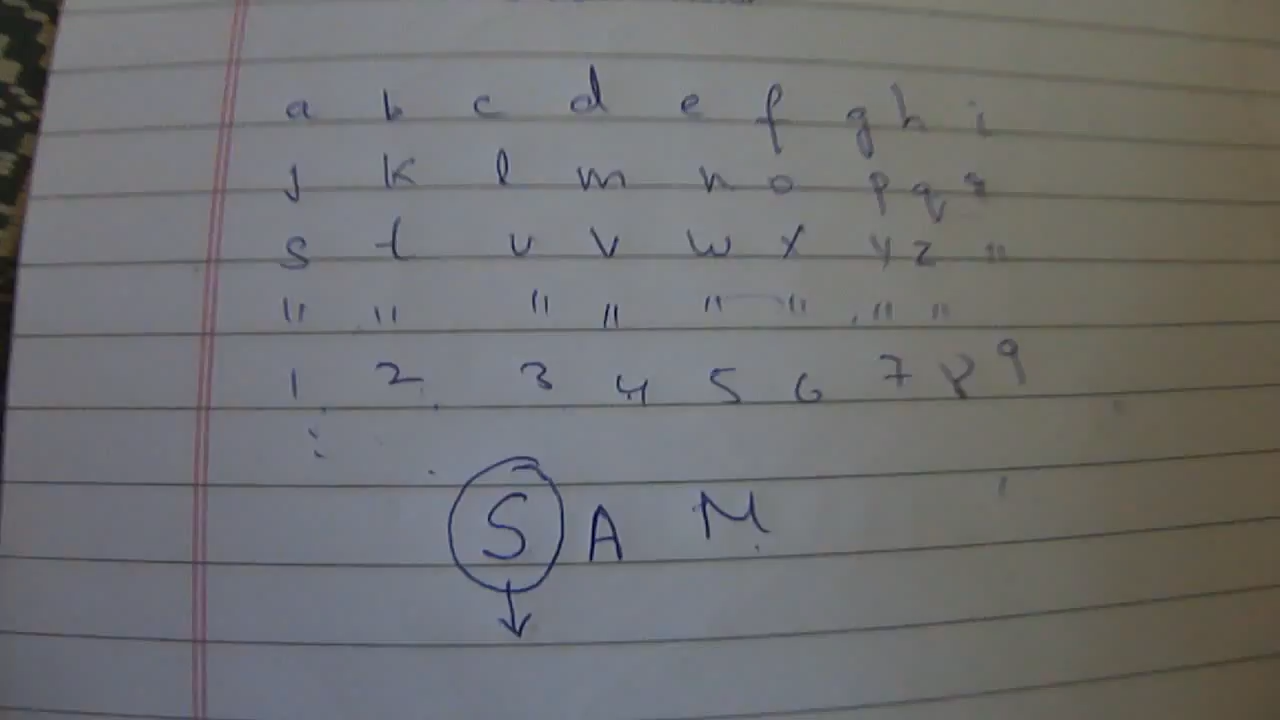 a b c d e f g h i
j k l m n o p q r
s t u v w x y z "
" " " " " " " "
1 2 3 4 5 6 7 8 9
S A M